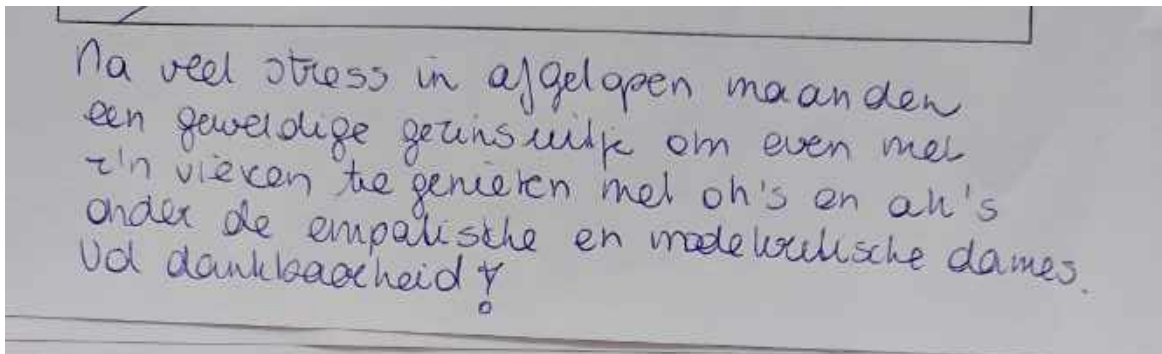 Na veel stress in afgelopen maanden
een geweldige gezinsuitje om even met
z'n vieren te genieten met oh's en ah's
onder de empatische en modekritische dames.
Vol dankbaarheid!